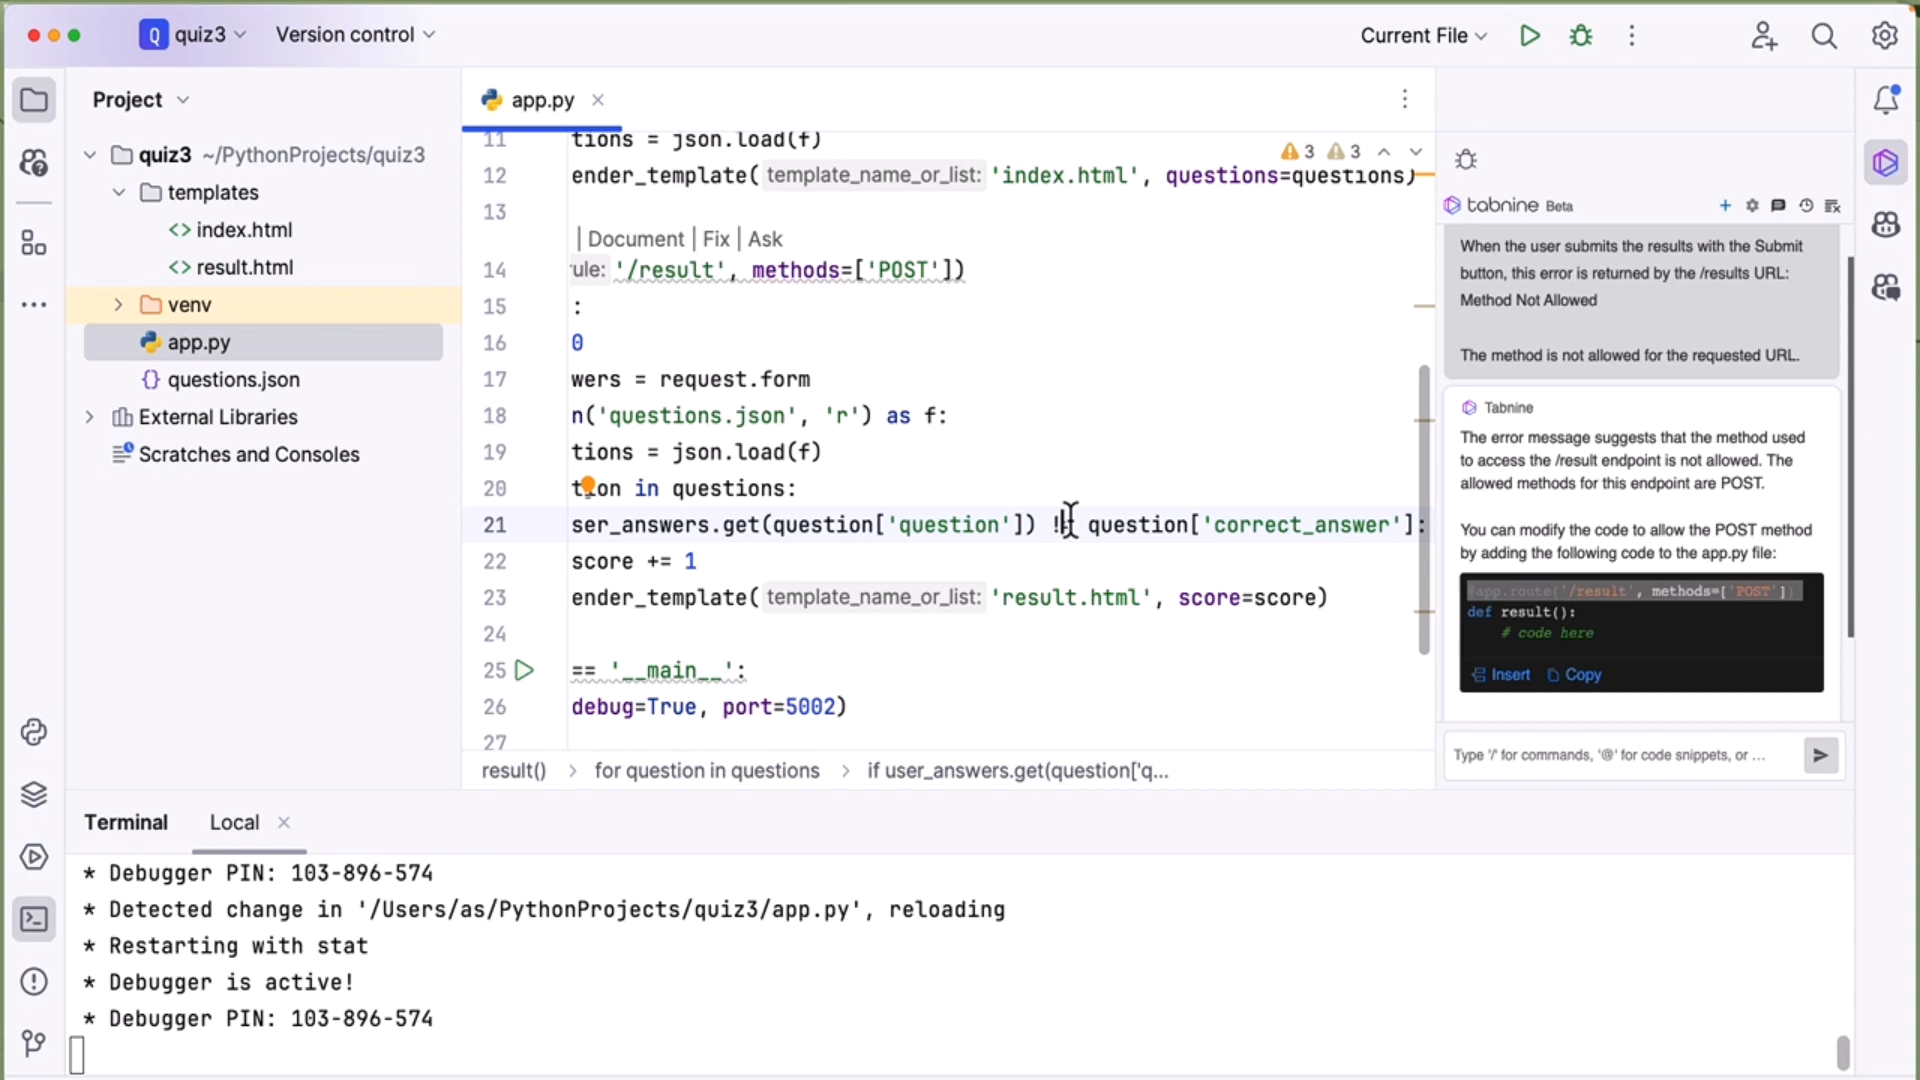 Q quiz3
Version control
Current File
Project
app.py
quiz3 ~/PythonProjects/quiz3
templates
<> index.html
<> result.html
venv
app.py
{} questions.json
External Libraries
Scratches and Consoles
11 tions = json.load(f)
3 3
12 ender_template( template_name_or_list: 'index.html', questions=questions)
13
| Document | Fix | Ask
14 rule: '/result', methods=['POST'])
15 :
16 0
17 wers = request.form
18 n('questions.json', 'r') as f:
19 tions = json.load(f)
20 tion in questions:
21 ser_answers.get(question['question']) != question['correct_answer']:
22 score += 1
23 ender_template( template_name_or_list: 'result.html', score=score)
24
25 == '__main__':
26 debug=True, port=5002)
27
result() > for question in questions > if user_answers.get(question['q...
tabnine Beta
When the user submits the results with the Submit
button, this error is returned by the /results URL:
Method Not Allowed
The method is not allowed for the requested URL.
Tabnine
The error message suggests that the method used
to access the /result endpoint is not allowed. The
allowed methods for this endpoint are POST.
You can modify the code to allow the POST method
by adding the following code to the app.py file:
@app.route('/result', methods=['POST'])
def result():
# code here
Insert Copy
Type '/' for commands, '@' for code snippets, or ...
Terminal Local
* Debugger PIN: 103-896-574
* Detected change in '/Users/as/PythonProjects/quiz3/app.py', reloading
* Restarting with stat
* Debugger is active!
* Debugger PIN: 103-896-574